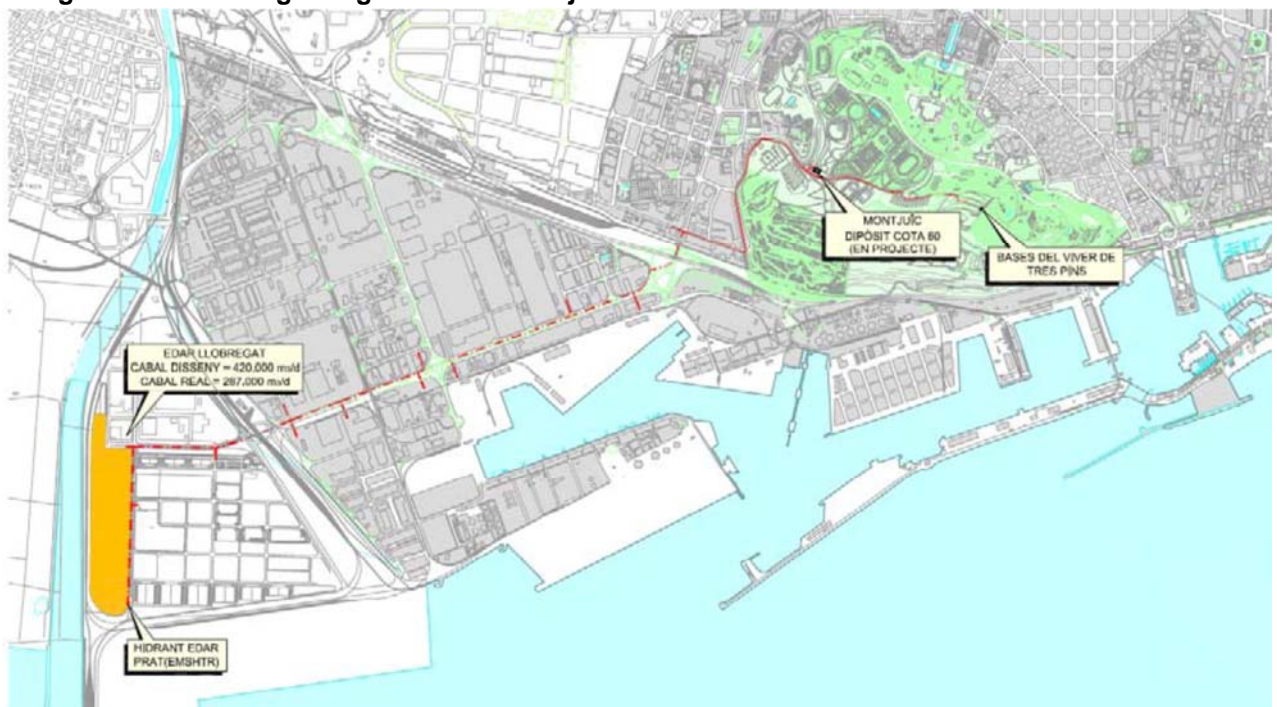 MONTJUÏC
DIPÒSIT COTA 60
(EN PROJECTE)
BASES DEL VIVER DE
TRES PINS
EDAR LLOBREGAT
CABAL DISSENY = 420.000 m3/d
CABAL REAL = 287.000 m3/d
HIDRANT EDAR
PRAT(EMSHTR)